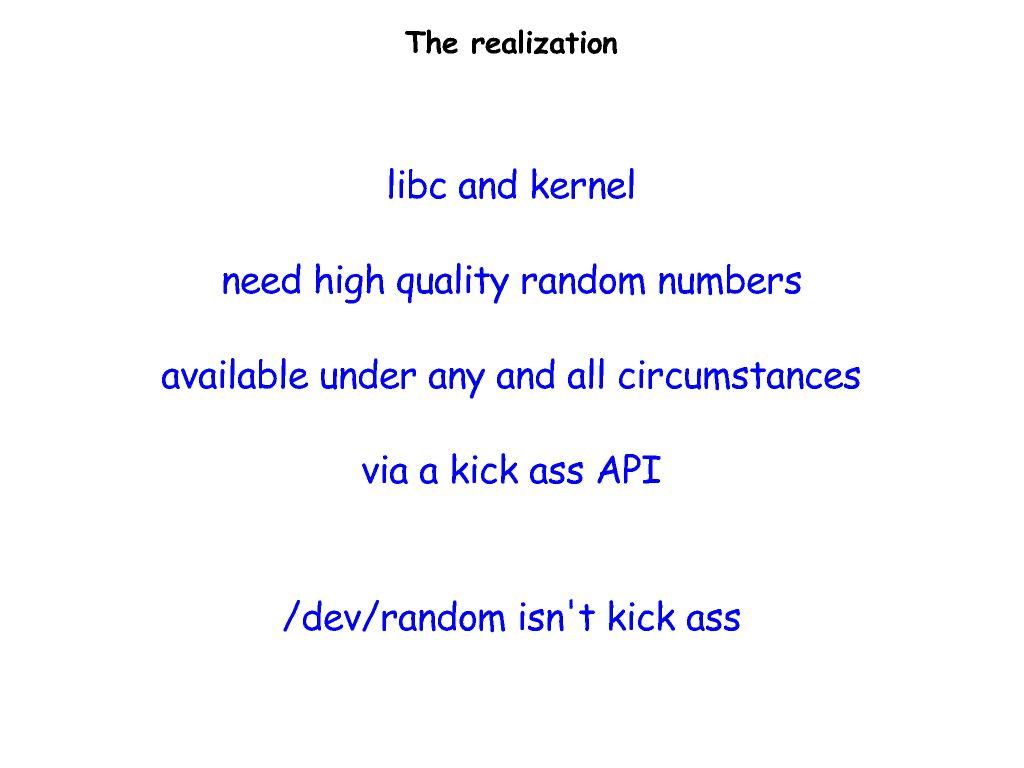 The realization
libc and kernel
need high quality random numbers
available under any and all circumstances
via a kick ass API
/dev/random isn't kick ass